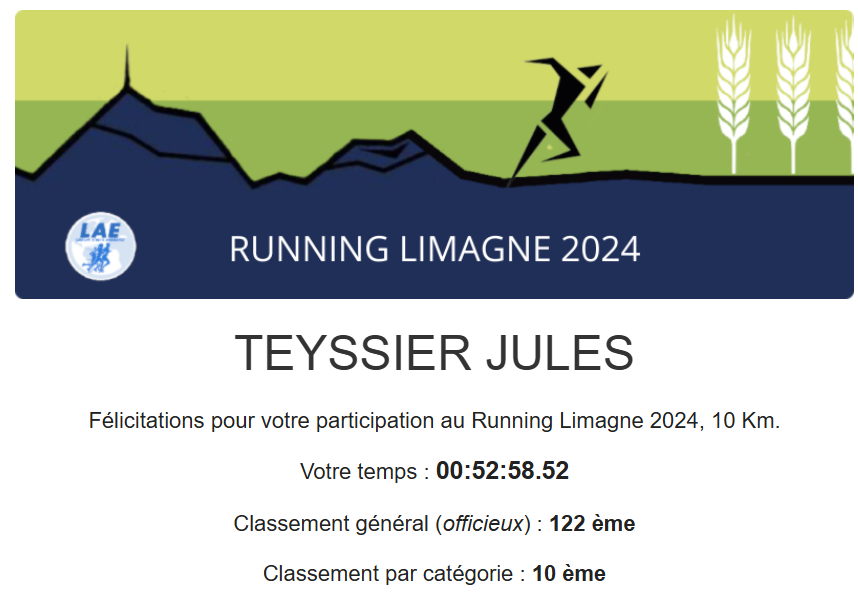 LAE
RUNNING LIMAGNE 2024
TEYSSIER JULES
Félicitations pour votre participation au Running Limagne 2024, 10 Km.
Votre temps : 00:52:58.52
Classement général (officieux) : 122 ème
Classement par catégorie : 10 ème